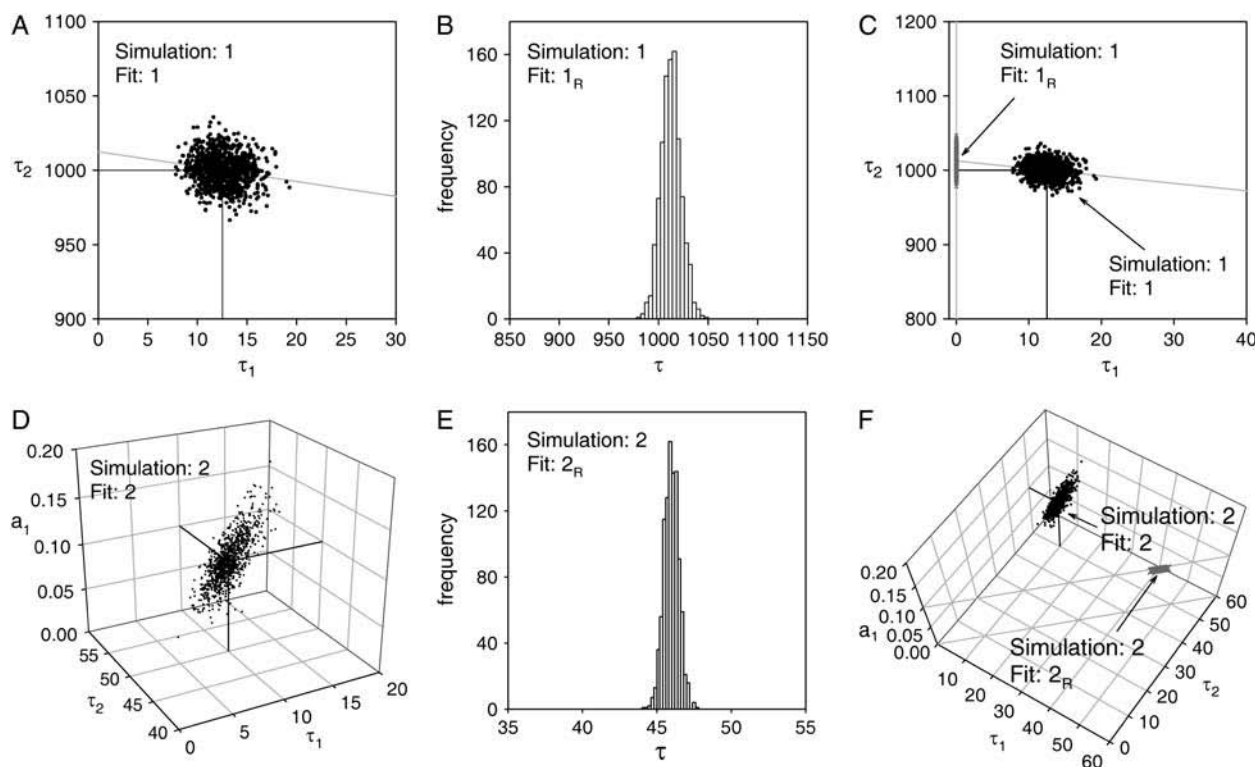 A
Simulation: 1
Fit: 1
1100
1050
1000
950
900
τ2
0 5 10 15 20 25 30
τ1
B
Simulation: 1
Fit: 1R
160
120
80
40
0
frequency
850 950 1000 1050 1100 1150
τ
C
Simulation: 1
Fit: 1R
1200
1100
1000
900
800
τ2
Simulation: 1
Fit: 1
0 10 20 30 40
τ1
D
Simulation: 2
Fit: 2
0.20
0.15
0.10
0.05
0.00
a1
55
50
45
40
τ2
0
5
10
15
20
τ1
E
Simulation: 2
Fit: 2R
160
120
80
40
0
frequency
35 45 50 55
τ
F
Simulation: 2
Fit: 2
0.20
0.15
0.10
0.05
0.00
a1
Simulation: 2
Fit: 2R
10
20
30
40
50
60
τ1
0
10
20
30
40
50
60
τ2